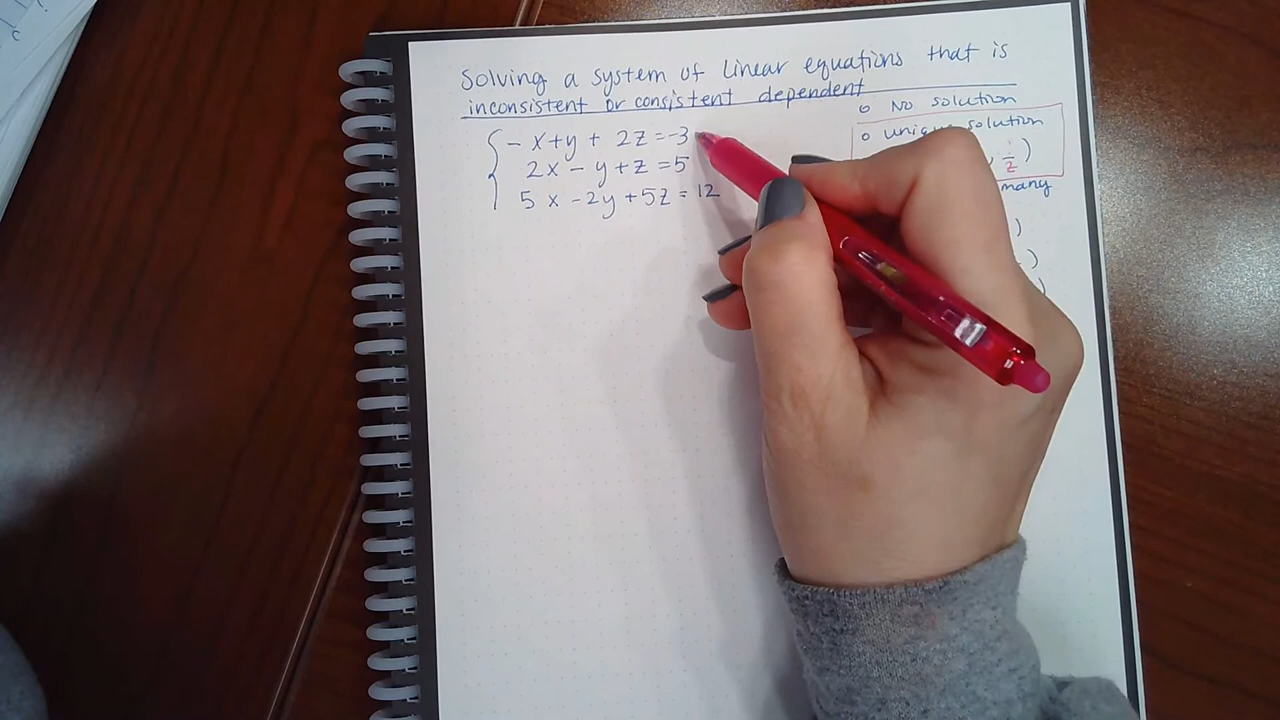 Solving a system of linear equations that is
inconsistent or consistent dependent
- x + y + 2z = -3
2x - y + z = 5
5x - 2y + 5z = 12
o No solution
o unique solution
, z)
many
)
)
)
c